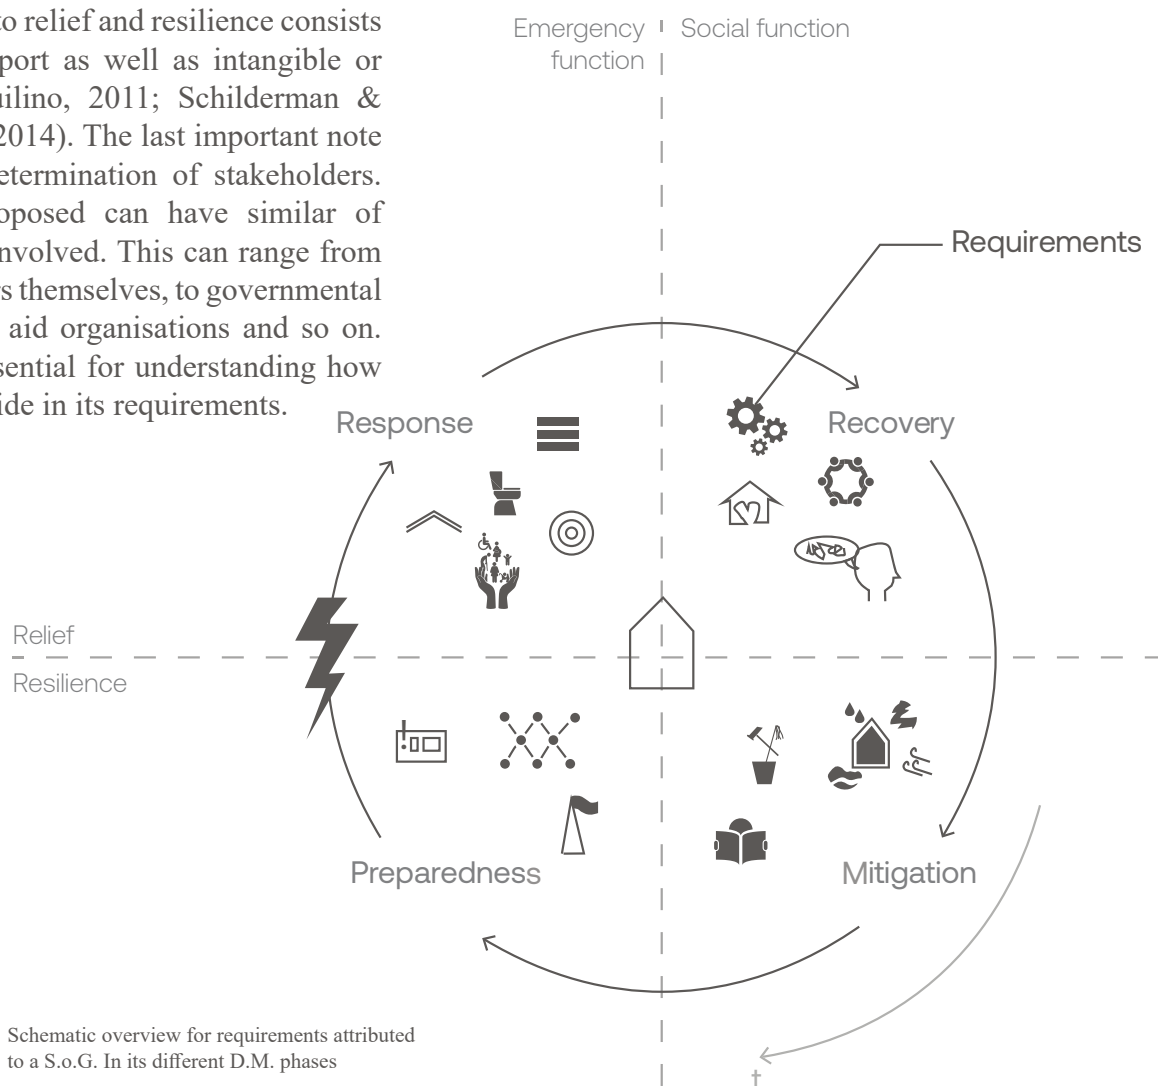 to relief and resilience consists
port as well as intangible or
uilino, 2011; Schilderman &
2014). The last important note
etermination of stakeholders.
oposed can have similar of
nvolved. This can range from
rs themselves, to governmental
aid organisations and so on.
sential for understanding how
ide in its requirements.
Emergency
function
Social function
Requirements
Response
Recovery
Relief
Resilience
Preparedness
Mitigation
t
Schematic overview for requirements attributed
to a S.o.G. In its different D.M. phases